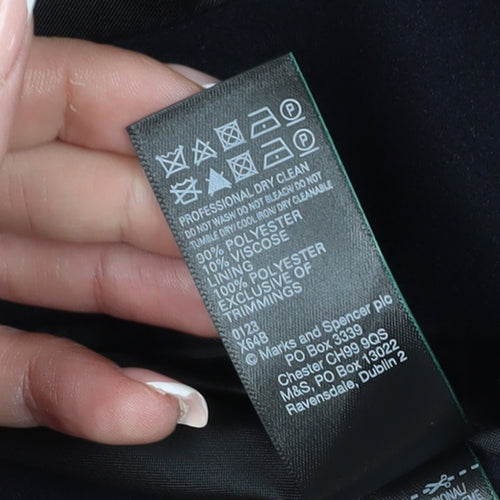 P
P
PROFESSIONAL DRY CLEAN
DO NOT WASH/ DO NOT BLEACH/ DO NOT
TUMBLE DRY/ COOL IRON/ DRY CLEANABLE
90% POLYESTER
10% VISCOSE
LINING
100% POLYESTER
EXCLUSIVE OF
TRIMMINGS
0123
X64B
© Marks and Spencer plc
PO Box 3339
Chester CH99 9QS
M&S, PO BOX 13022
Ravensdale, Dublin 2